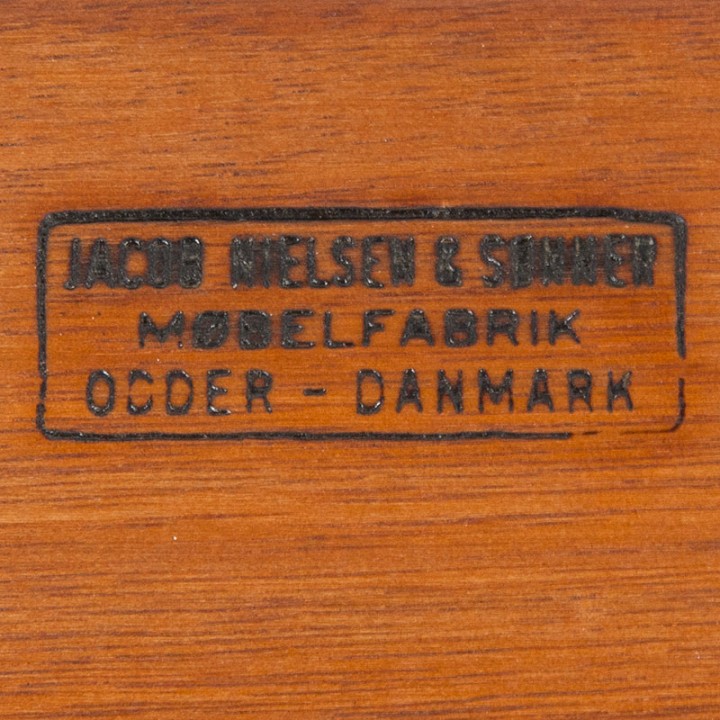 JACOB NIELSEN & SØNNER
MØBELFABRIK
ODDER - DANMARK